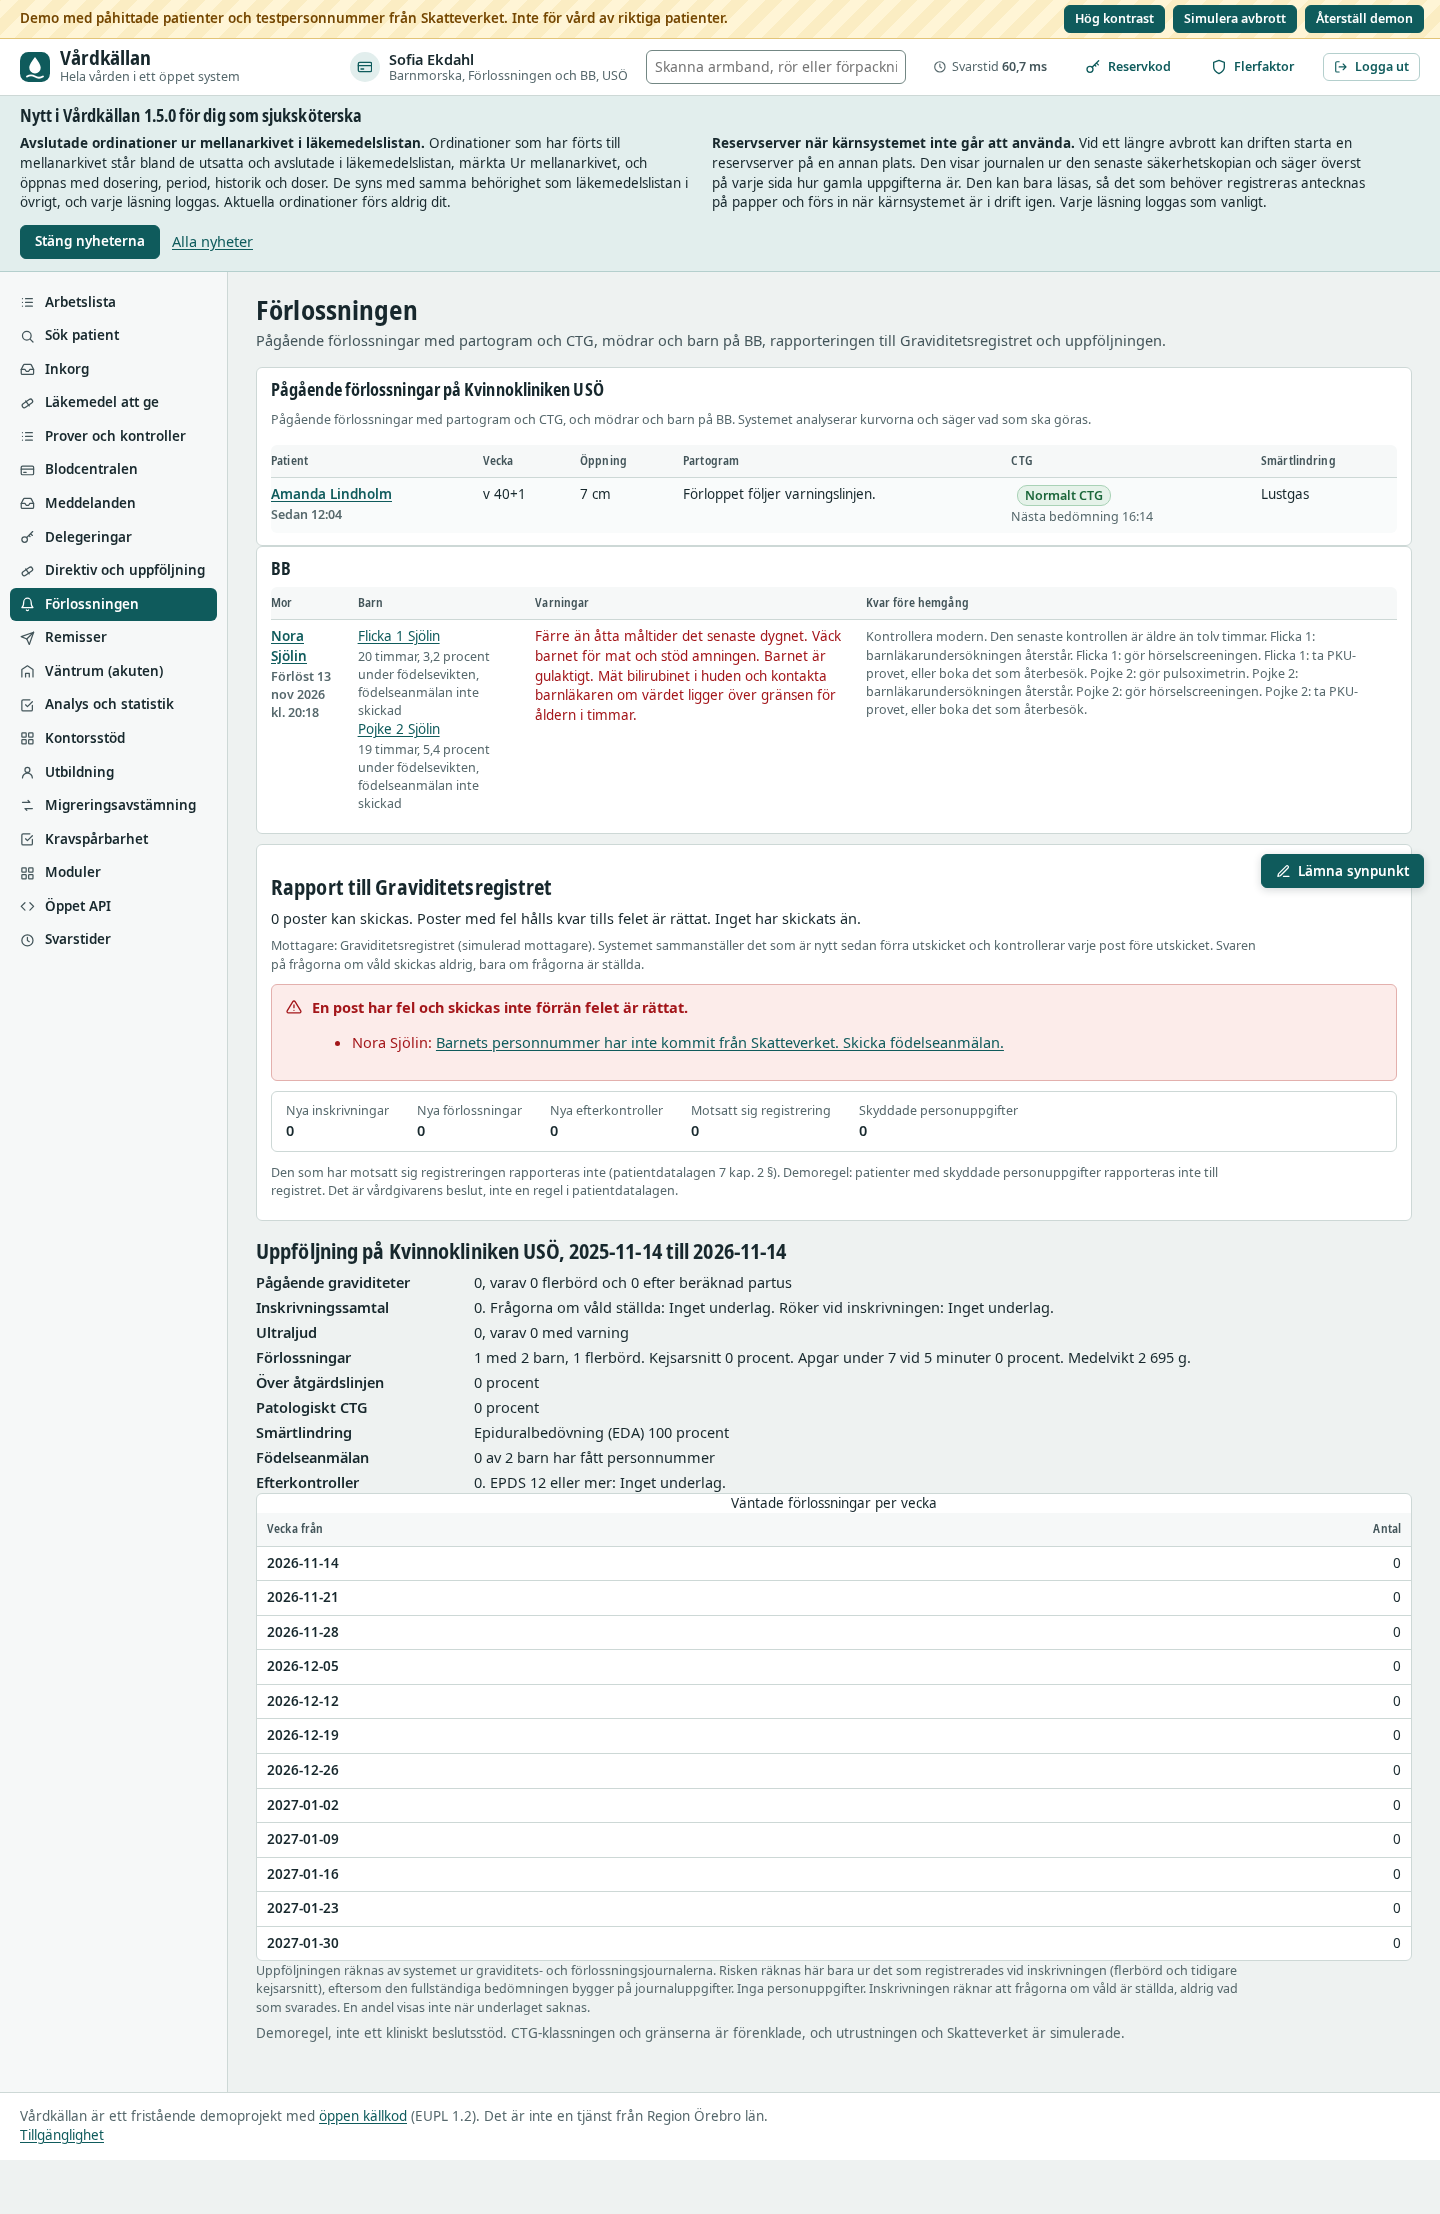 Demo med påhittade patienter och testpersonnummer från Skatteverket. Inte för vård av riktiga patienter.
Hög kontrast
Simulera avbrott
Återställ demon
Vårdkällan
Hela vården i ett öppet system
Sofia Ekdahl
Barnmorska, Förlossningen och BB, USÖ
Skanna armband, rör eller förpackni
Svarstid 60,7 ms
Reservkod
Flerfaktor
Logga ut
Nytt i Vårdkällan 1.5.0 för dig som sjuksköterska
Avslutade ordinationer ur mellanarkivet i läkemedelslistan. Ordinationer som har förts till
mellanarkivet står bland de utsatta och avslutade i läkemedelslistan, märkta Ur mellanarkivet, och
öppnas med dosering, period, historik och doser. De syns med samma behörighet som läkemedelslistan i
övrigt, och varje läsning loggas. Aktuella ordinationer förs aldrig dit.
Reservserver när kärnsystemet inte går att använda. Vid ett längre avbrott kan driften starta en
reservserver på en annan plats. Den visar journalen ur den senaste säkerhetskopian och säger överst
på varje sida hur gamla uppgifterna är. Den kan bara läsas, så det som behöver registreras antecknas
på papper och förs in när kärnsystemet är i drift igen. Varje läsning loggas som vanligt.
Stäng nyheterna
Alla nyheter
Arbetslista
Sök patient
Inkorg
Läkemedel att ge
Prover och kontroller
Blodcentralen
Meddelanden
Delegeringar
Direktiv och uppföljning
Förlossningen
Remisser
Väntrum (akuten)
Analys och statistik
Kontorsstöd
Utbildning
Migreringsavstämning
Kravspårbarhet
Moduler
Öppet API
Svarstider
Förlossningen
Pågående förlossningar med partogram och CTG, mödrar och barn på BB, rapporteringen till Graviditetsregistret och uppföljningen.
Pågående förlossningar på Kvinnokliniken USÖ
Pågående förlossningar med partogram och CTG, och mödrar och barn på BB. Systemet analyserar kurvorna och säger vad som ska göras.
Patient
Vecka
Öppning
Partogram
CTG
Smärtlindring
Amanda Lindholm
Sedan 12:04
v 40+1
7 cm
Förloppet följer varningslinjen.
Normalt CTG
Nästa bedömning 16:14
Lustgas
BB
Mor
Barn
Varningar
Kvar före hemgång
Nora
Sjölin
Förlöst 13
nov 2026
kl. 20:18
Flicka 1 Sjölin
20 timmar, 3,2 procent
under födelsevikten,
födelseanmälan inte
skickad
Pojke 2 Sjölin
19 timmar, 5,4 procent
under födelsevikten,
födelseanmälan inte
skickad
Färre än åtta måltider det senaste dygnet. Väck
barnet för mat och stöd amningen. Barnet är
gulaktigt. Mät bilirubinet i huden och kontakta
barnläkaren om värdet ligger över gränsen för
åldern i timmar.
Kontrollera modern. Den senaste kontrollen är äldre än tolv timmar. Flicka 1:
barnläkarundersökningen återstår. Flicka 1: gör hörselscreeningen. Flicka 1: ta PKU-
provet, eller boka det som återbesök. Pojke 2: gör pulsoximetrin. Pojke 2:
barnläkarundersökningen återstår. Pojke 2: gör hörselscreeningen. Pojke 2: ta PKU-
provet, eller boka det som återbesök.
Lämna synpunkt
Rapport till Graviditetsregistret
0 poster kan skickas. Poster med fel hålls kvar tills felet är rättat. Inget har skickats än.
Mottagare: Graviditetsregistret (simulerad mottagare). Systemet sammanställer det som är nytt sedan förra utskicket och kontrollerar varje post före utskicket. Svaren
på frågorna om våld skickas aldrig, bara om frågorna är ställda.
En post har fel och skickas inte förrän felet är rättat.
• Nora Sjölin: Barnets personnummer har inte kommit från Skatteverket. Skicka födelseanmälan.
Nya inskrivningar
0
Nya förlossningar
0
Nya efterkontroller
0
Motsatt sig registrering
0
Skyddade personuppgifter
0
Den som har motsatt sig registreringen rapporteras inte (patientdatalagen 7 kap. 2 §). Demoregel: patienter med skyddade personuppgifter rapporteras inte till
registret. Det är vårdgivarens beslut, inte en regel i patientdatalagen.
Uppföljning på Kvinnokliniken USÖ, 2025-11-14 till 2026-11-14
Pågående graviditeter 0, varav 0 flerbörd och 0 efter beräknad partus
Inskrivningssamtal 0. Frågorna om våld ställda: Inget underlag. Röker vid inskrivningen: Inget underlag.
Ultraljud 0, varav 0 med varning
Förlossningar 1 med 2 barn, 1 flerbörd. Kejsarsnitt 0 procent. Apgar under 7 vid 5 minuter 0 procent. Medelvikt 2 695 g.
Över åtgärdslinjen 0 procent
Patologiskt CTG 0 procent
Smärtlindring Epiduralbedövning (EDA) 100 procent
Födelseanmälan 0 av 2 barn har fått personnummer
Efterkontroller 0. EPDS 12 eller mer: Inget underlag.
Väntade förlossningar per vecka
Vecka från Antal
2026-11-14 0
2026-11-21 0
2026-11-28 0
2026-12-05 0
2026-12-12 0
2026-12-19 0
2026-12-26 0
2027-01-02 0
2027-01-09 0
2027-01-16 0
2027-01-23 0
2027-01-30 0
Uppföljningen räknas av systemet ur graviditets- och förlossningsjournalerna. Risken räknas här bara ur det som registrerades vid inskrivningen (flerbörd och tidigare
kejsarsnitt), eftersom den fullständiga bedömningen bygger på journaluppgifter. Inga personuppgifter. Inskrivningen räknar att frågorna om våld är ställda, aldrig vad
som svarades. En andel visas inte när underlaget saknas.
Demoregel, inte ett kliniskt beslutsstöd. CTG-klassningen och gränserna är förenklade, och utrustningen och Skatteverket är simulerade.
Vårdkällan är ett fristående demoprojekt med öppen källkod (EUPL 1.2). Det är inte en tjänst från Region Örebro län.
Tillgänglighet